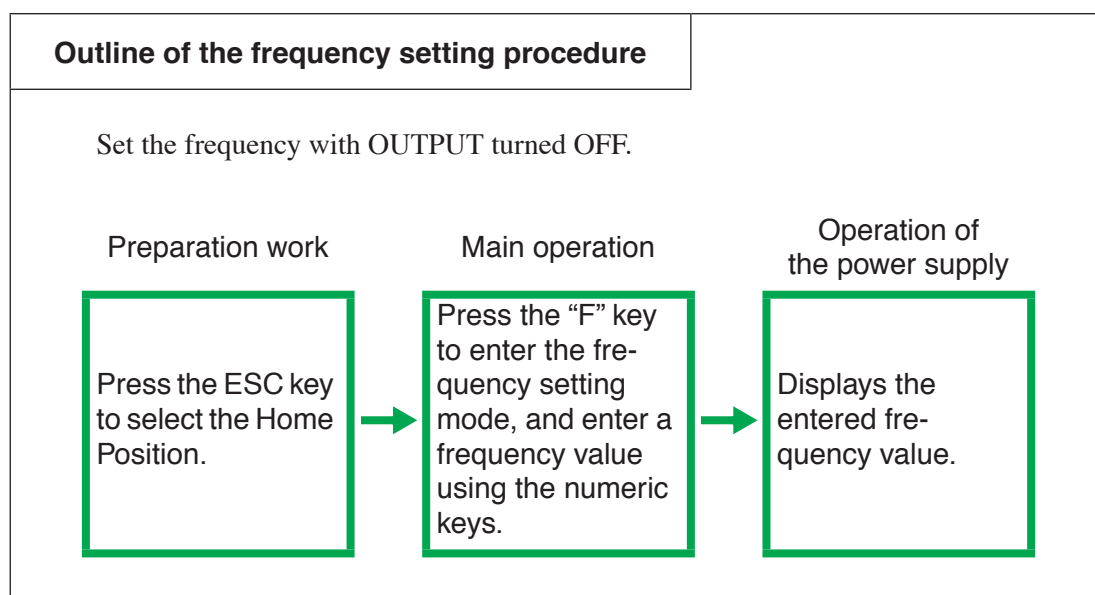 Outline of the frequency setting procedure
Set the frequency with OUTPUT turned OFF.
Preparation work
Press the ESC key
to select the Home
Position.
Main operation
Press the “F” key
to enter the fre-
quency setting
mode, and enter a
frequency value
using the numeric
keys.
Operation of
the power supply
Displays the
entered fre-
quency value.